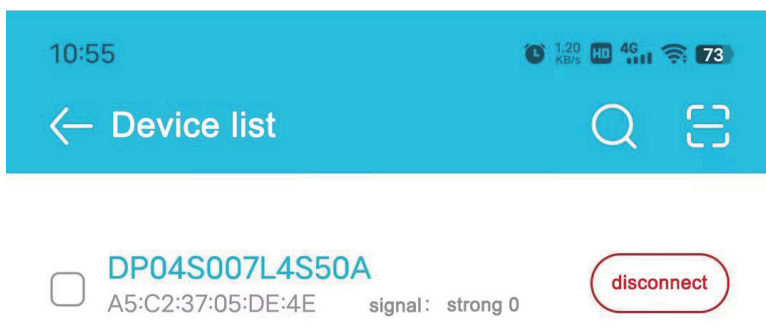 10:55 1.20 KB/s HD 4G 73
Device list
DP04S007L4S50A
A5:C2:37:05:DE:4E signal: strong 0 disconnect